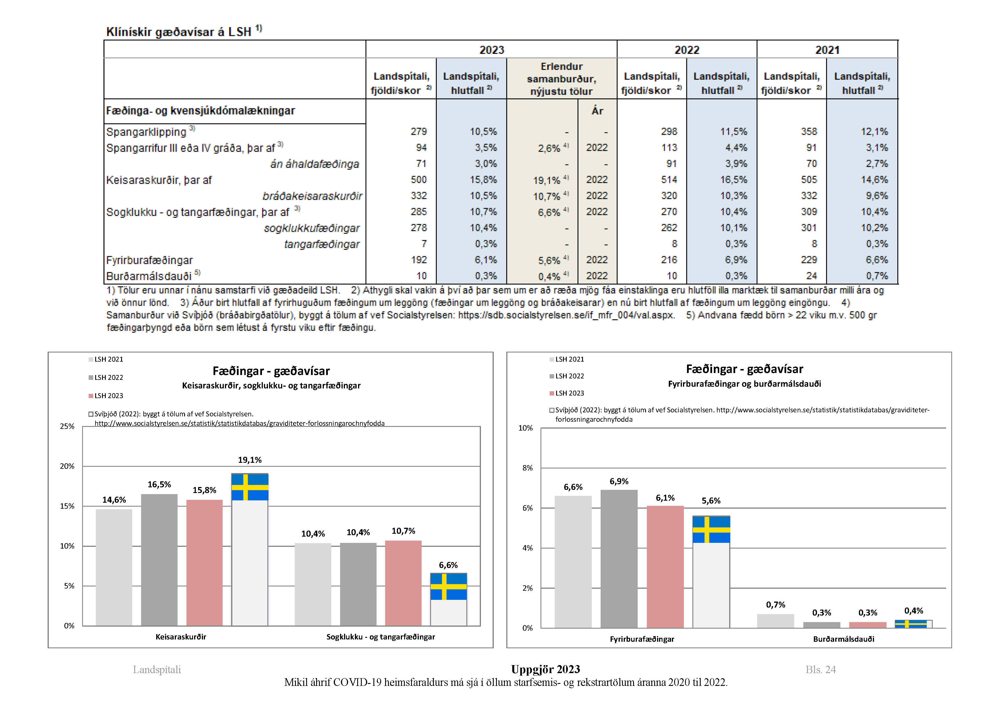 Klínískir gæðavísar á LSH 1)
2023 2022 2021
Landspítali, fjöldi/skor 2) Landspítali, hlutfall 2) Erlendur samanburður, nýjustu tölur Landspítali, fjöldi/skor 2) Landspítali, hlutfall 2) Landspítali, fjöldi/skor 2) Landspítali, hlutfall 2)
Fæðinga- og kvensjúkdómalækningar Ár
Spangarklipping 3) 279 10,5% - - 298 11,5% 358 12,1%
Spangarrifur III eða IV gráða, þar af 3) 94 3,5% 2,6% 4) 2022 113 4,4% 91 3,1%
án áhaldafæðinga 71 3,0% - - 91 3,9% 70 2,7%
Keisaraskurðir, þar af 500 15,8% 19,1% 4) 2022 514 16,5% 505 14,6%
bráðakeisaraskurðir 332 10,5% 10,7% 4) 2022 320 10,3% 332 9,6%
Sogklukku - og tangarfæðingar, þar af 3) 285 10,7% 6,6% 4) 2022 270 10,4% 309 10,4%
sogklukkufæðingar 278 10,4% - - 262 10,1% 301 10,2%
tangarfæðingar 7 0,3% - - 8 0,3% 8 0,3%
Fyrirburafæðingar 192 6,1% 5,6% 4) 2022 216 6,9% 229 6,6%
Burðarmálsdauði 5) 10 0,3% 0,4% 4) 2022 10 0,3% 24 0,7%
1) Tölur eru unnar í nánu samstarfi við gæðadeild LSH. 2) Athygli skal vakin á því að þar sem um er að ræða mjög fáa einstaklinga eru hlutföll illa marktæk til samanburðar milli ára og
við önnur lönd. 3) Áður birt hlutfall af fyrirhuguðum fæðingum um leggöng (fæðingar um leggöng og bráðakeisarar) en nú birt hlutfall af fæðingum um leggöng eingöngu. 4)
Samanburður við Svíþjóð (bráðabirgðatölur), byggt á tölum af vef Socialstyrelsen: https://sdb.socialstyrelsen.se/if_mfr_004/val.aspx. 5) Andvana fædd börn > 22 viku m.v. 500 gr
fæðingarþyngd eða börn sem létust á fyrstu viku eftir fæðingu.
LSH 2021
Fæðingar - gæðavísar
LSH 2022
Keisaraskurðir, sogklukku- og tangarfæðingar
LSH 2023
Svíþjóð (2022): byggt á tölum af vef Socialstyrelsen.
http://www.socialstyrelsen.se/statistik/statistikdatabas/graviditeter-forlossningarochnyfodda
25%
20%
15%
10%
5%
0%
14,6% 16,5% 15,8% 19,1%
10,4% 10,4% 10,7% 6,6%
Keisaraskurðir Sogklukku - og tangarfæðingar
LSH 2021
Fæðingar - gæðavísar
LSH 2022
Fyrirburafæðingar og burðarmálsdauði
LSH 2023
Svíþjóð (2022): byggt á tölum af vef Socialstyrelsen. http://www.socialstyrelsen.se/statistik/statistikdatabas/graviditeter-
forlossningarochnyfodda
10%
8%
6%
4%
2%
0%
6,6% 6,9% 6,1% 5,6%
0,7% 0,3% 0,3% 0,4%
Fyrirburafæðingar Burðarmálsdauði
Landspítali Uppgjör 2023 Bls. 24
Mikil áhrif COVID-19 heimsfaraldurs má sjá í öllum starfsemis- og rekstrartölum áranna 2020 til 2022.